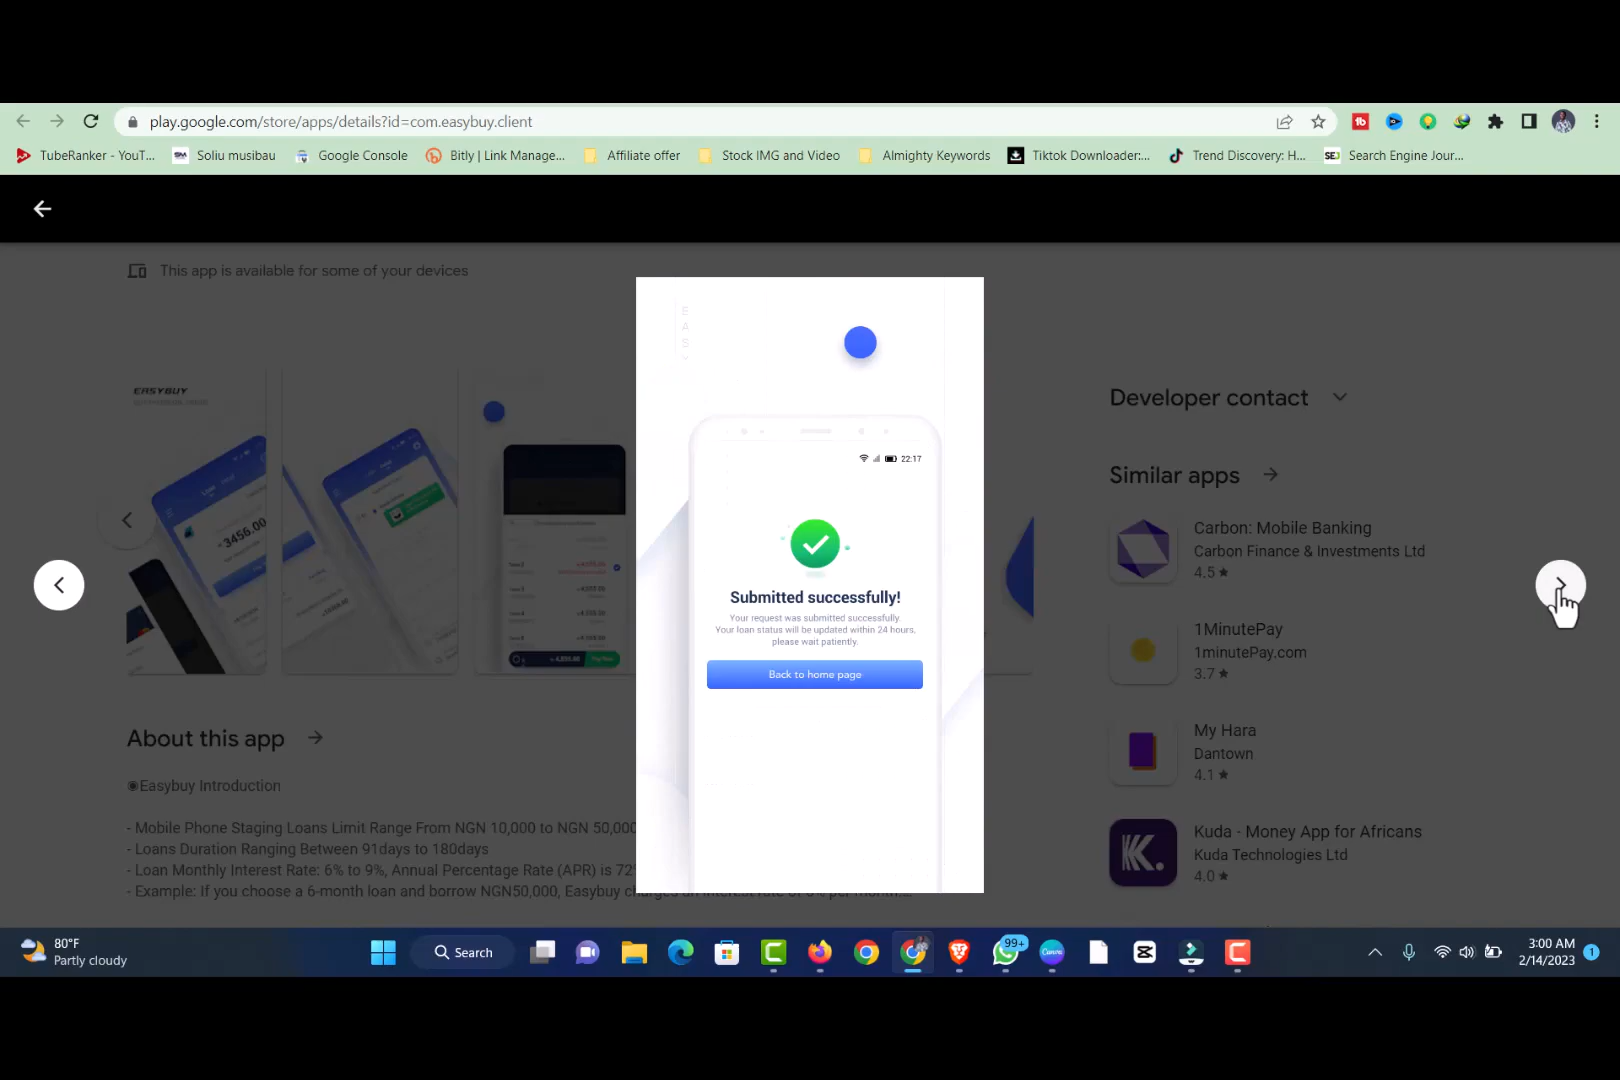 play.google.com/store/apps/details?id=com.easybuy.client
TubeRanker - YouT...
Soliu musibau
Google Console
Bitly | Link Manage...
Affiliate offer
Stock IMG and Video
Almighty Keywords
Tiktok Downloader:...
Trend Discovery: H...
Search Engine Jour...
This app is available for some of your devices
EASYBUY
3456.00
E
A
S
Y
22:17
Submitted successfully!
Your request was submitted successfully.
Your loan status will be updated within 24 hours,
please wait patiently.
Back to home page
Developer contact
Similar apps
Carbon: Mobile Banking
Carbon Finance & Investments Ltd
4.5
1MinutePay
1minutePay.com
3.7
My Hara
Dantown
4.1
Kuda - Money App for Africans
Kuda Technologies Ltd
4.0
About this app
Easybuy Introduction
- Mobile Phone Staging Loans Limit Range From NGN 10,000 to NGN 50,000
- Loans Duration Ranging Between 91days to 180days
- Loan Monthly Interest Rate: 6% to 9%, Annual Percentage Rate (APR) is 72
- Example: If you choose a 6-month loan and borrow NGN50,000, Easybuy
80°F
Partly cloudy
Search
99+
Canva
3:00 AM
2/14/2023
1